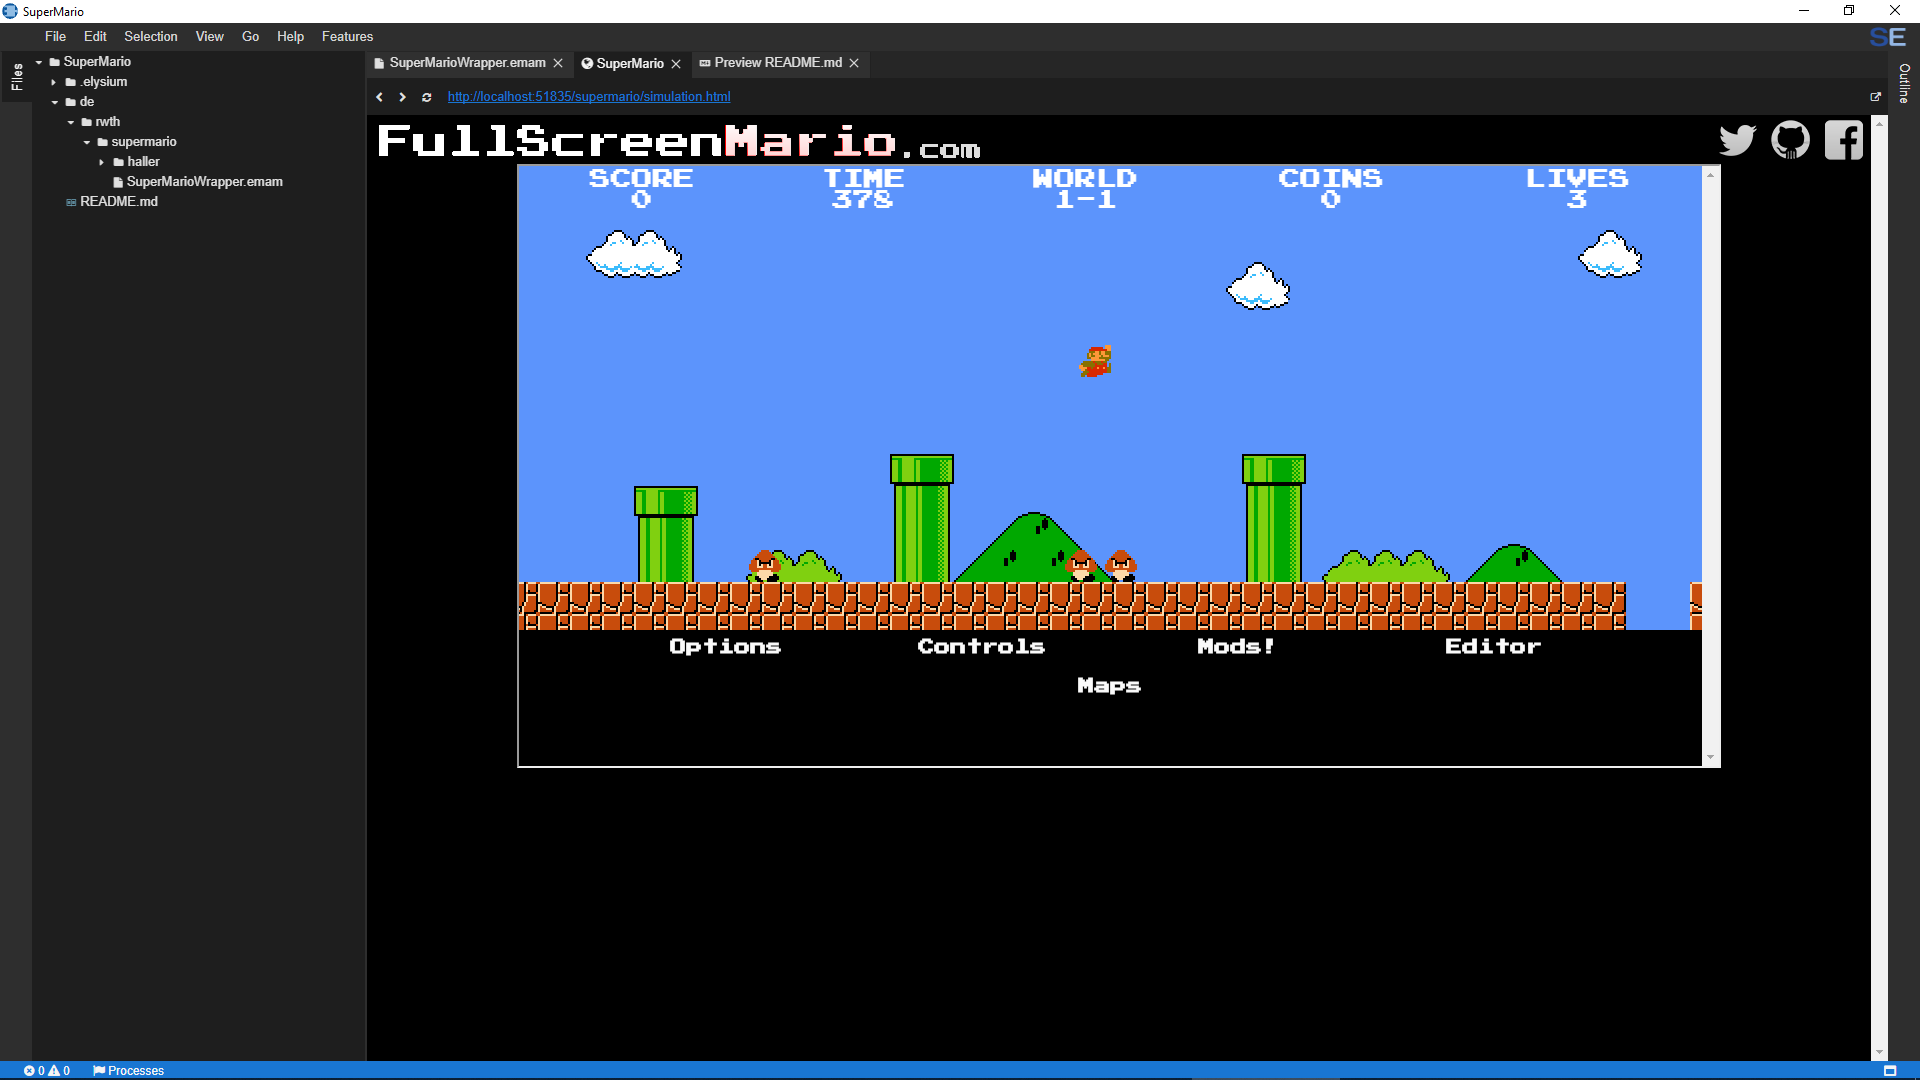 SuperMario
File Edit Selection View Go Help Features
SE
Files
SuperMario
.elysium
de
rwth
supermario
haller
SuperMarioWrapper.emam
README.md
SuperMarioWrapper.emam SuperMario Preview README.md
Outline
http://localhost:51835/supermario/simulation.html
FullScreenMario.com
SCORE TIME WORLD COINS LIVES
0 378 1-1 0 3
Options Controls Mods! Editor
Maps
0 0 Processes